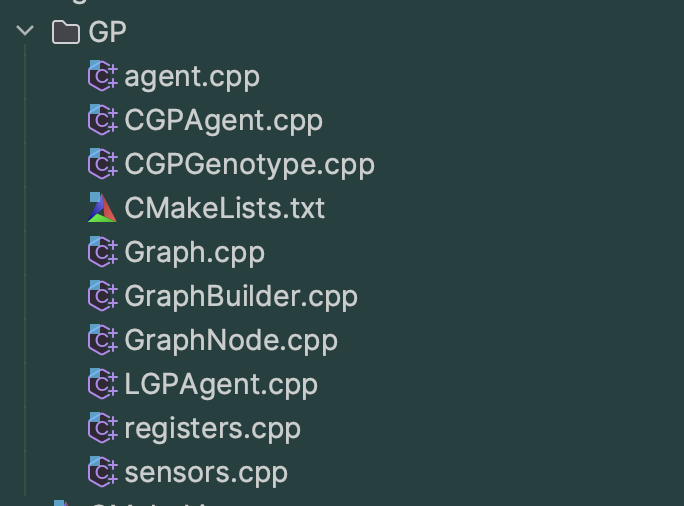 GP
agent.cpp
CGPAgent.cpp
CGPGenotype.cpp
CMakeLists.txt
Graph.cpp
GraphBuilder.cpp
GraphNode.cpp
LGPAgent.cpp
registers.cpp
sensors.cpp